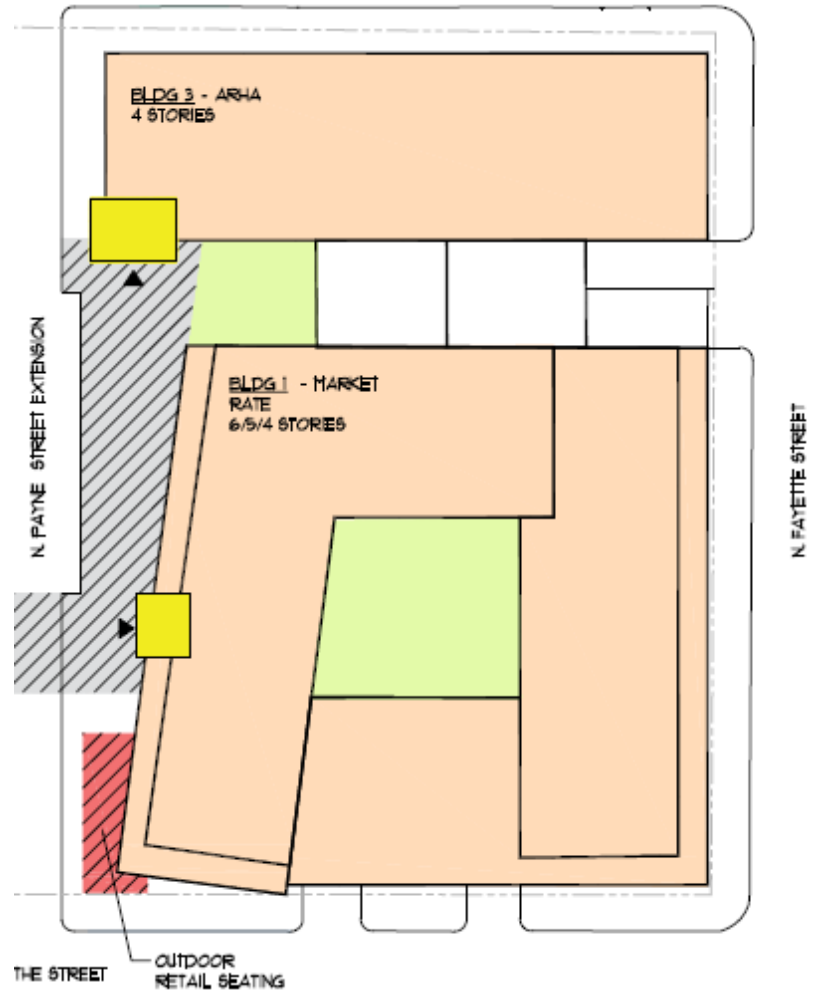 BLDG 3 - ARHA
4 STORIES
N. PAYNE STREET EXTENSION
BLDG 1 - MARKET
RATE
6/5/4 STORIES
N. FAYETTE STREET
THE STREET
OUTDOOR
RETAIL SEATING